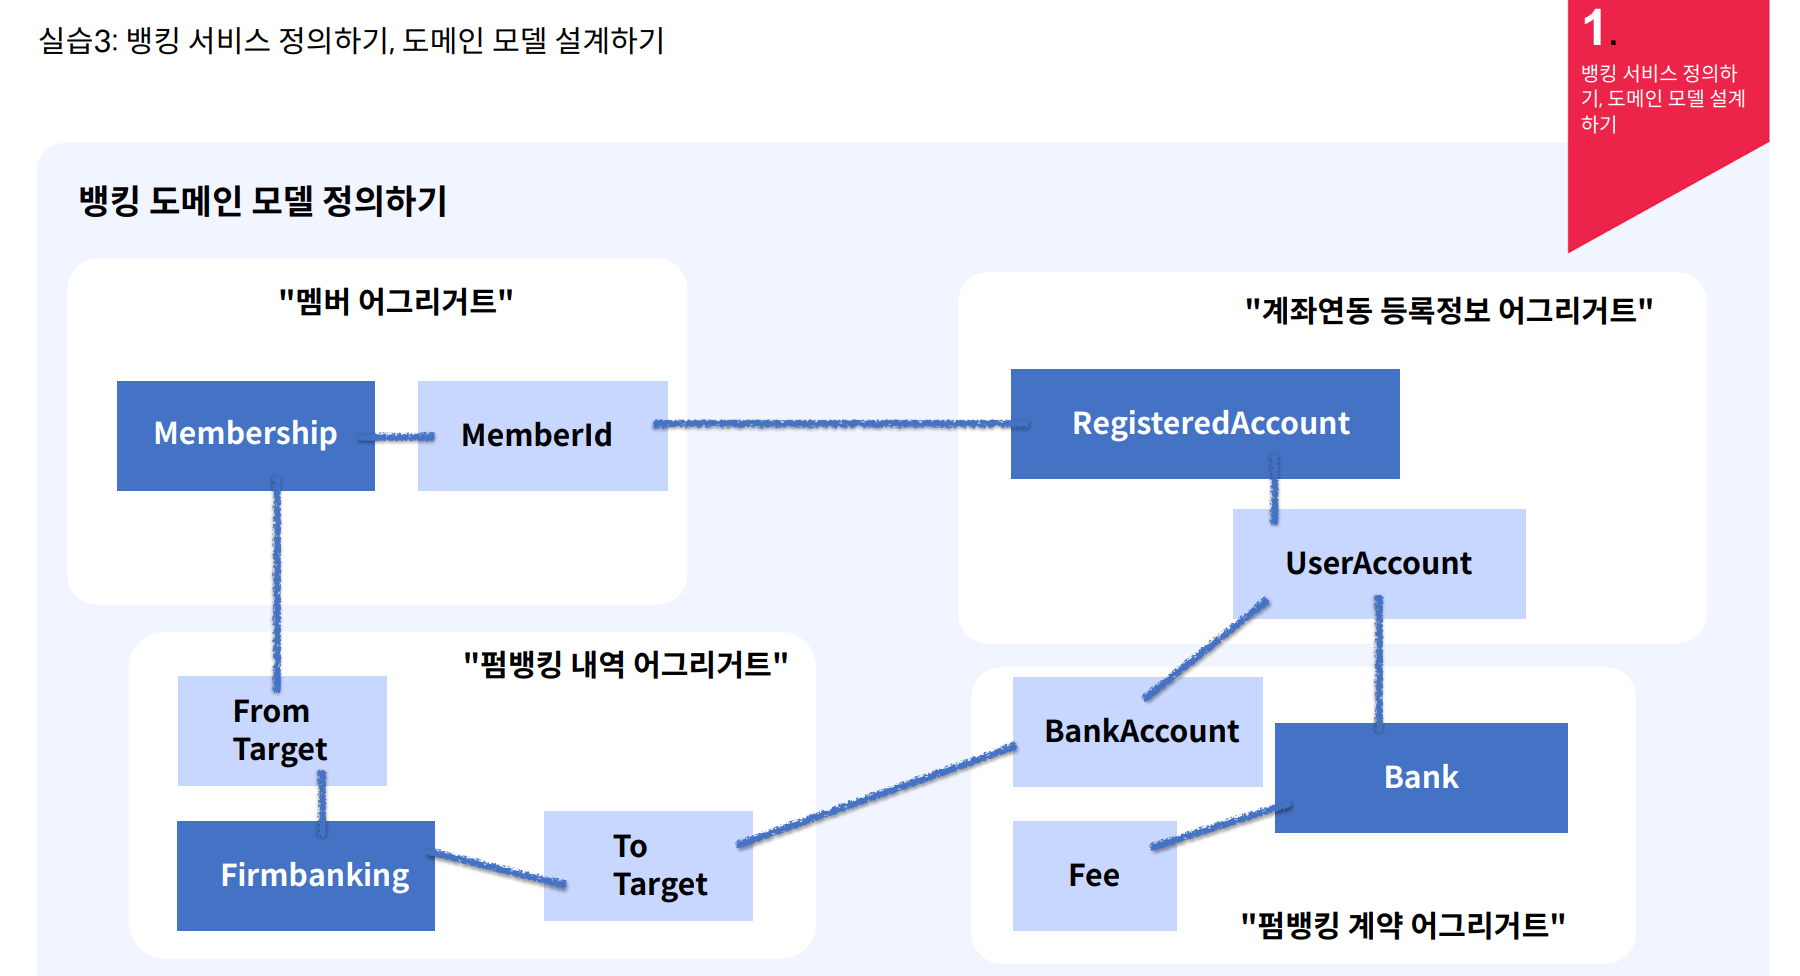 실습3: 뱅킹 서비스 정의하기, 도메인 모델 설계하기
1.
뱅킹 서비스 정의하
기, 도메인 모델 설계
하기
뱅킹 도메인 모델 정의하기
"멤버 어그리거트"
Membership
MemberId
"계좌연동 등록정보 어그리거트"
RegisteredAccount
UserAccount
"펌뱅킹 내역 어그리거트"
From
Target
Firmbanking
To
Target
BankAccount
Bank
Fee
"펌뱅킹 계약 어그리거트"